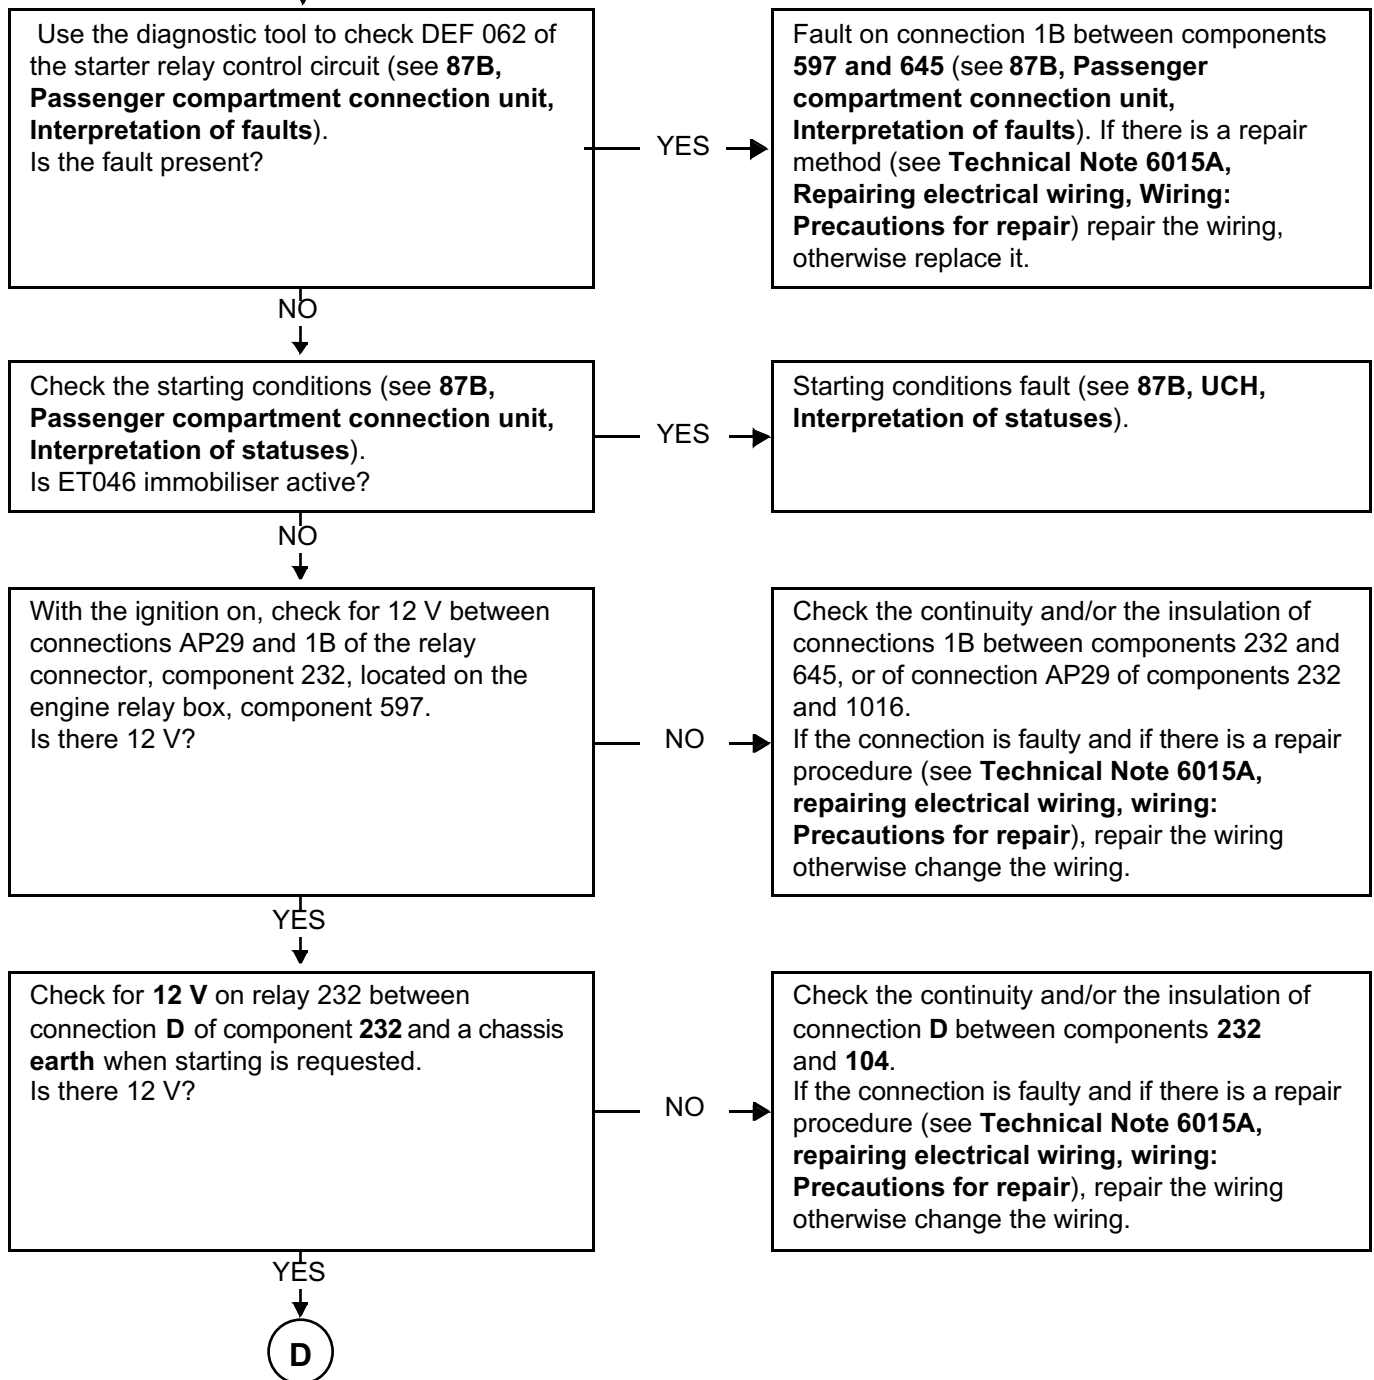 Use the diagnostic tool to check DEF 062 of
the starter relay control circuit (see 87B,
Passenger compartment connection unit,
Interpretation of faults).
Is the fault present?
YES
Fault on connection 1B between components
597 and 645 (see 87B, Passenger
compartment connection unit,
Interpretation of faults). If there is a repair
method (see Technical Note 6015A,
Repairing electrical wiring, Wiring:
Precautions for repair) repair the wiring,
otherwise replace it.
NO
Check the starting conditions (see 87B,
Passenger compartment connection unit,
Interpretation of statuses).
Is ET046 immobiliser active?
YES
Starting conditions fault (see 87B, UCH,
Interpretation of statuses).
NO
With the ignition on, check for 12 V between
connections AP29 and 1B of the relay
connector, component 232, located on the
engine relay box, component 597.
Is there 12 V?
NO
Check the continuity and/or the insulation of
connections 1B between components 232 and
645, or of connection AP29 of components 232
and 1016.
If the connection is faulty and if there is a repair
procedure (see Technical Note 6015A,
repairing electrical wiring, wiring:
Precautions for repair), repair the wiring
otherwise change the wiring.
YES
Check for 12 V on relay 232 between
connection D of component 232 and a chassis
earth when starting is requested.
Is there 12 V?
NO
Check the continuity and/or the insulation of
connection D between components 232
and 104.
If the connection is faulty and if there is a repair
procedure (see Technical Note 6015A,
repairing electrical wiring, wiring:
Precautions for repair), repair the wiring
otherwise change the wiring.
YES
D